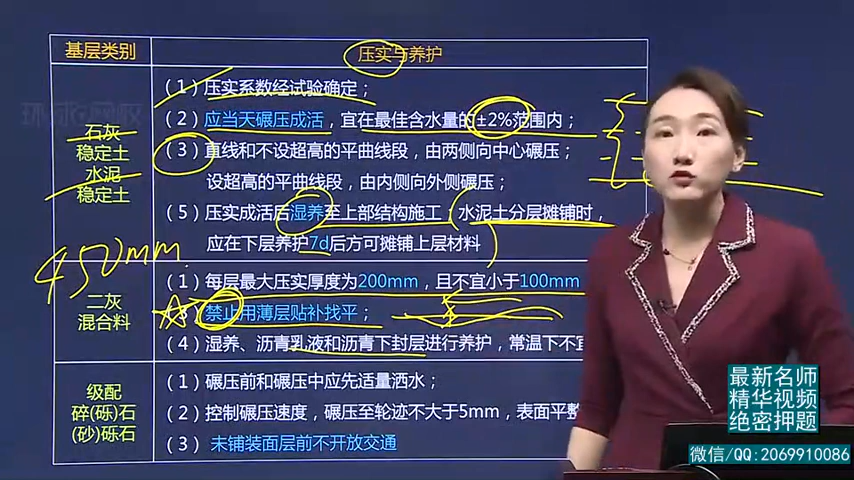 基层类别
压实与养护
石灰
稳定土
水泥
稳定土
（1）压实系数经试验确定；
（2）应当天碾压成活，宜在最佳含水量的±2%范围内；
（3）直线和不设超高的平曲线段，由两侧向中心碾压；
设超高的平曲线段，由内侧向外侧碾压；
（5）压实成活后湿养至上部结构施工，水泥土分层摊铺时，
应在下层养护7d后方可摊铺上层材料
450mm
二灰
混合料
（1）每层最大压实厚度为200mm，且不宜小于100mm
禁止用薄层贴补找平；
（4）湿养、沥青乳液和沥青下封层进行养护，常温下不宜
级配
碎(砾)石
(砂)砾石
（1）碾压前和碾压中应先适量洒水；
（2）控制碾压速度，碾压至轮迹不大于5mm，表面平整
（3）未铺装面层前不开放交通
最新名师
精华视频
绝密押题
微信/QQ:2069910086